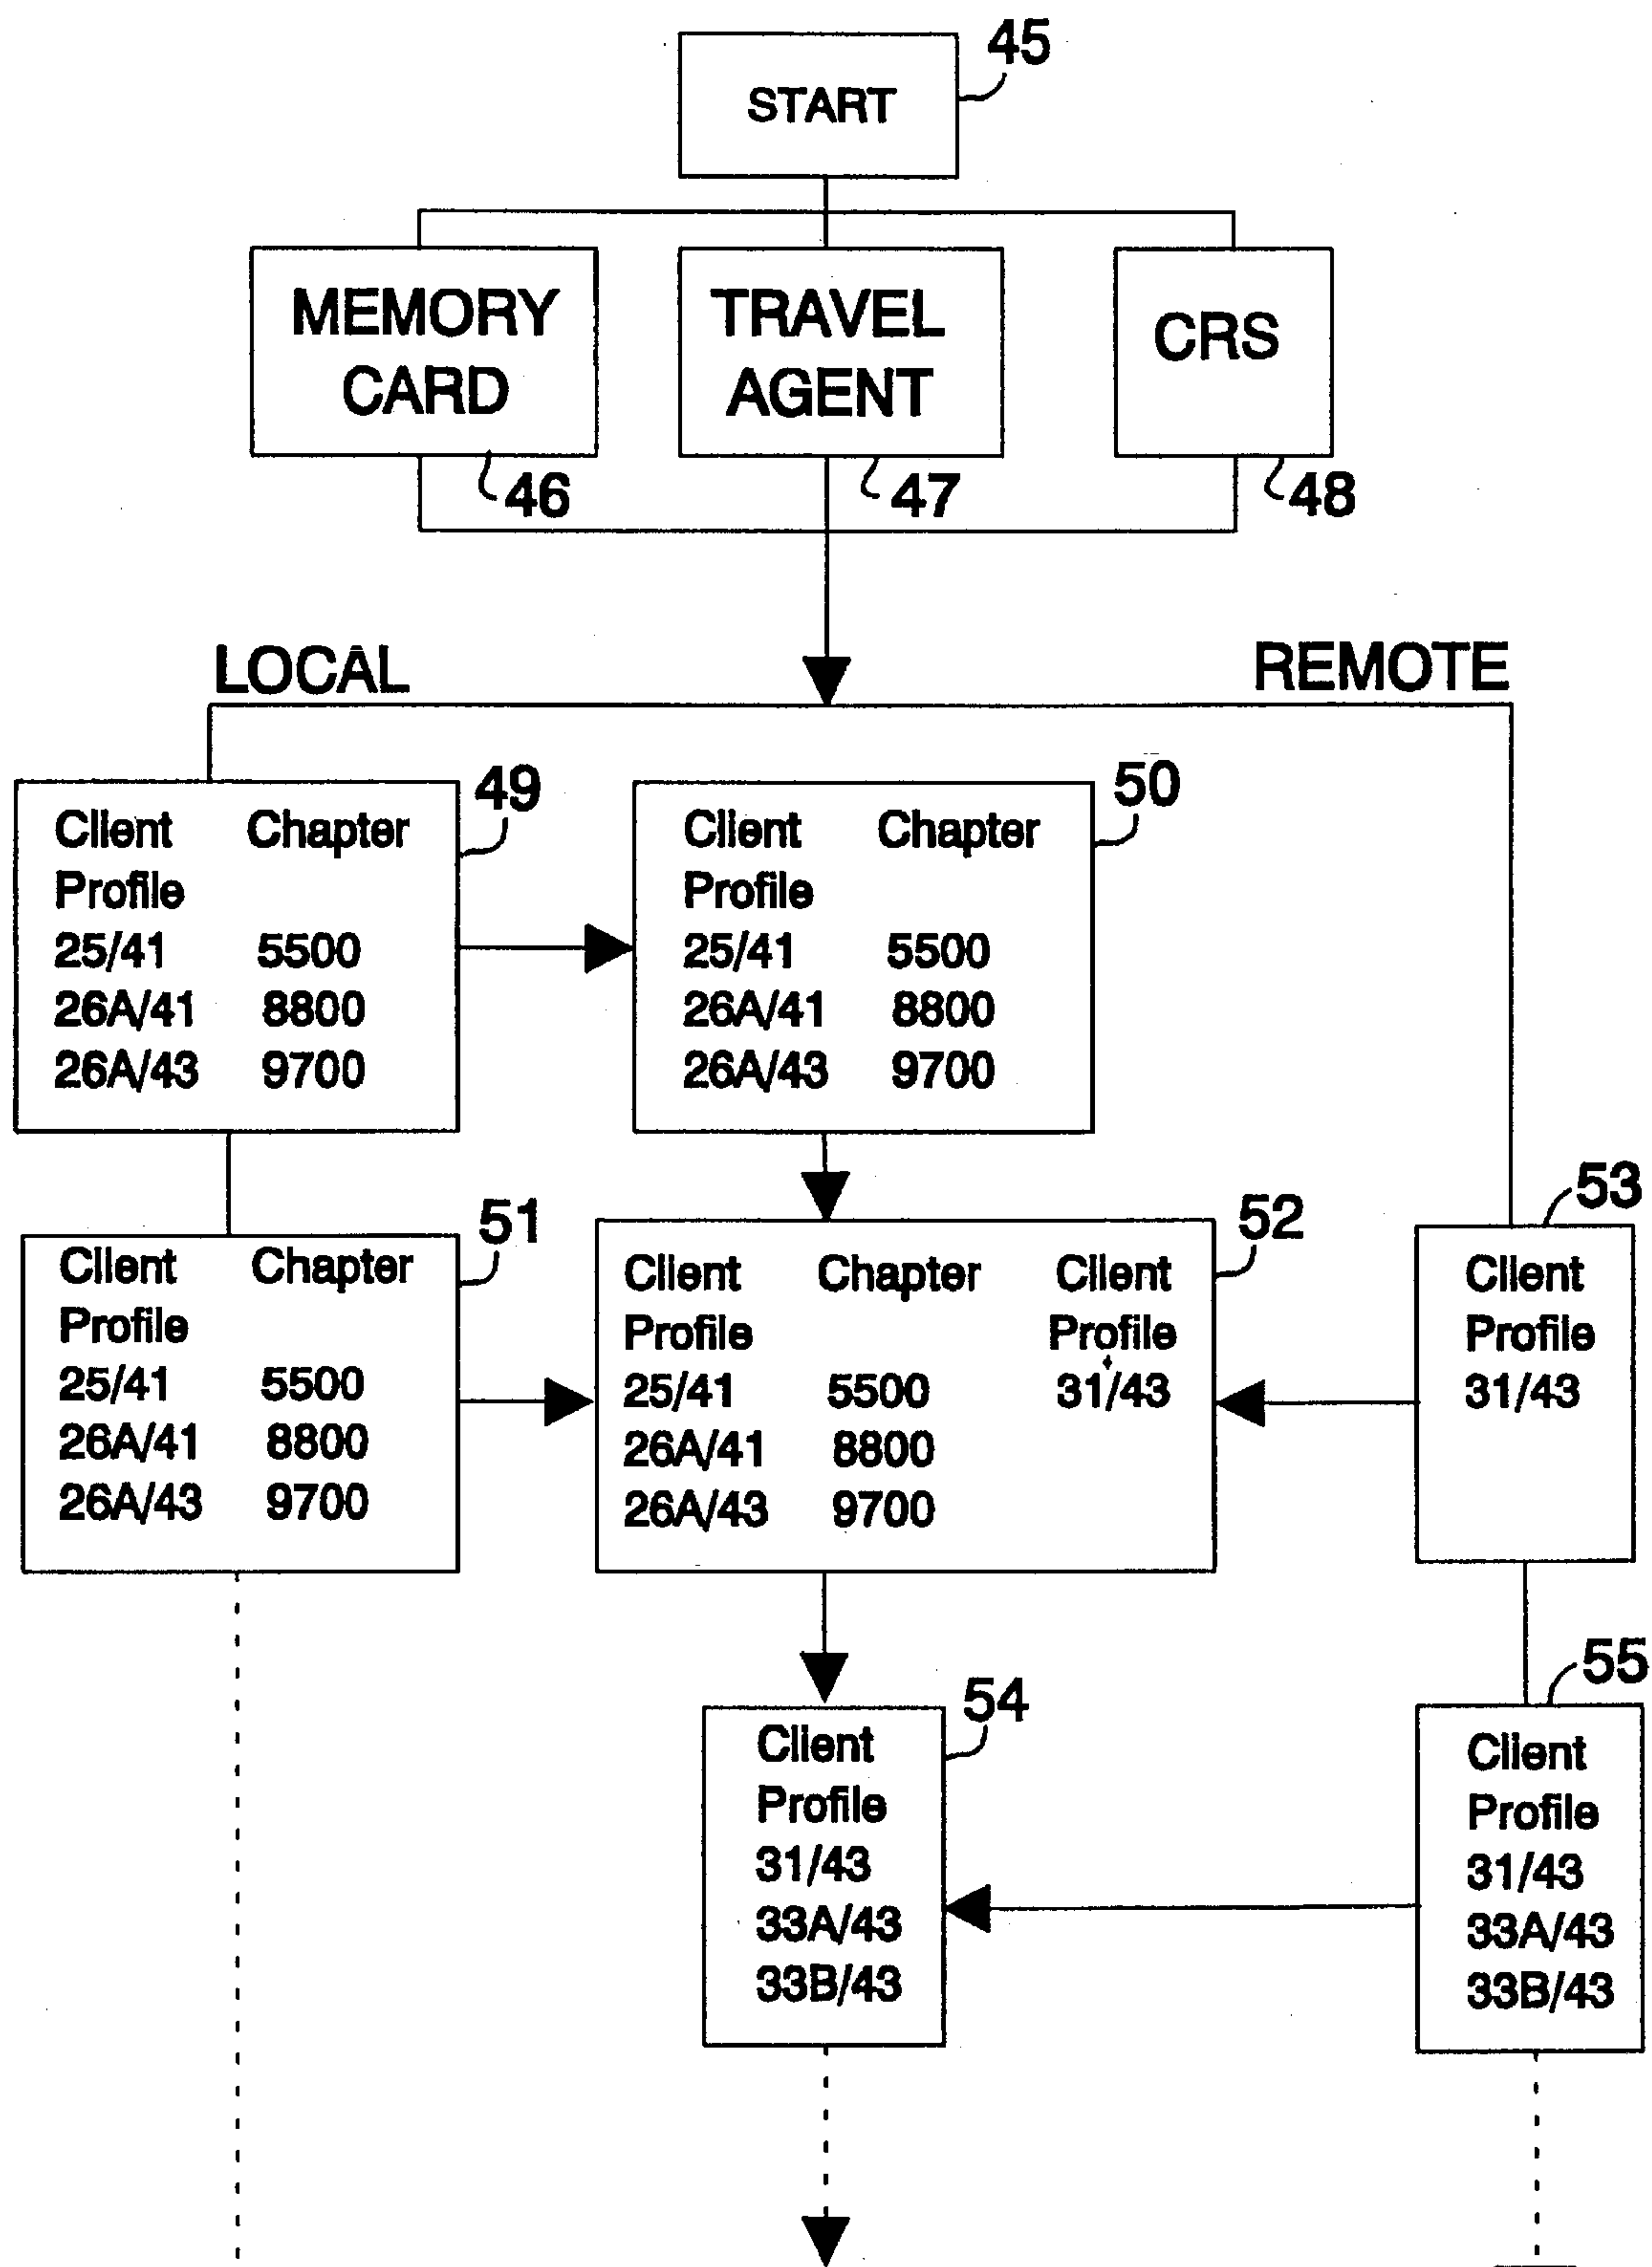 45
START
MEMORY
CARD
TRAVEL
AGENT
CRS
46
47
48
LOCAL
REMOTE
49
Client Chapter
Profile
25/41 5500
26A/41 8800
26A/43 9700
50
Client Chapter
Profile
25/41 5500
26A/41 8800
26A/43 9700
51
Client Chapter
Profile
25/41 5500
26A/41 8800
26A/43 9700
52
Client Chapter Client
Profile Profile
25/41 5500 31/43
26A/41 8800
26A/43 9700
53
Client
Profile
31/43
54
Client
Profile
31/43
33A/43
33B/43
55
Client
Profile
31/43
33A/43
33B/43